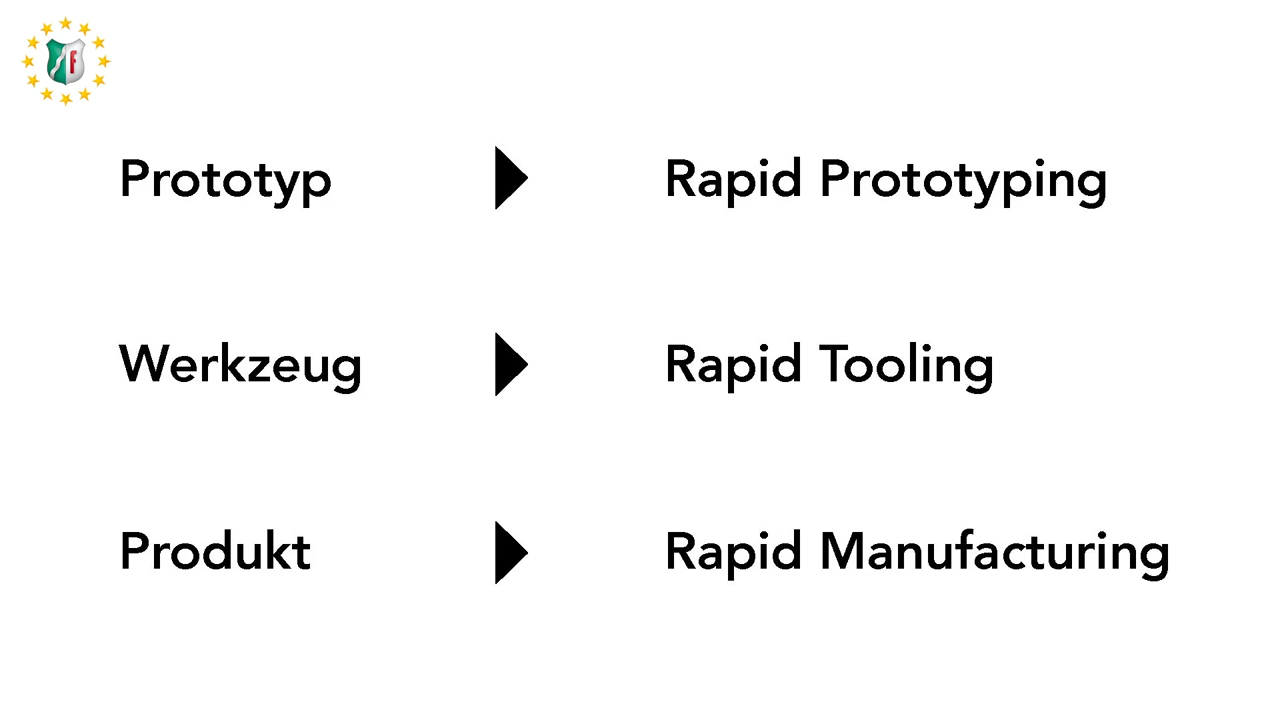 F
Prototyp Rapid Prototyping
Werkzeug Rapid Tooling
Produkt Rapid Manufacturing